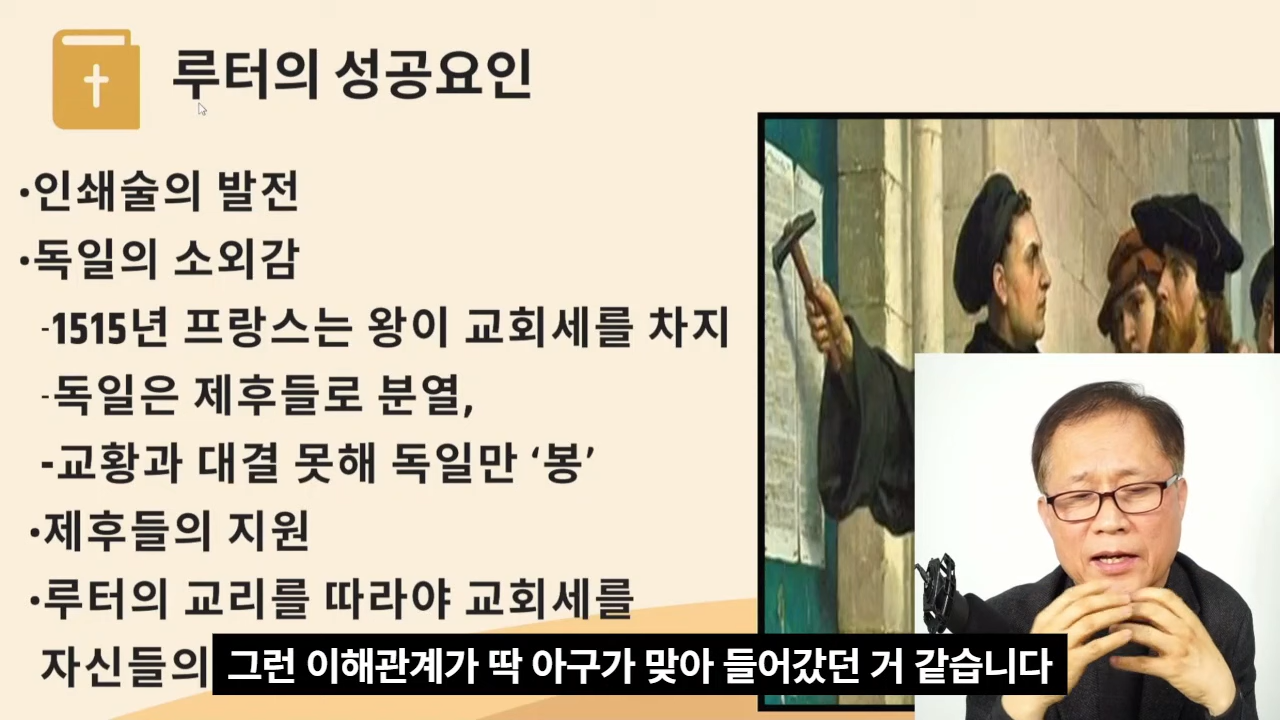 루터의 성공요인
•인쇄술의 발전
•독일의 소외감
-1515년 프랑스는 왕이 교회세를 차지
-독일은 제후들로 분열,
-교황과 대결 못해 독일만 ‘봉’
•제후들의 지원
•루터의 교리를 따라야 교회세를
자신들의
그런 이해관계가 딱 아구가 맞아 들어갔던 거 같습니다